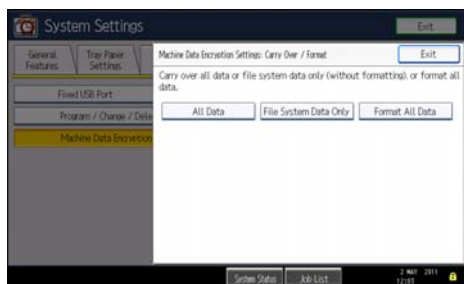 System Settings
Exit
General
Features
Tray Paper
Settings
Machine Data Encryption Settings: Carry Over / Format
Exit
Carry over all data or file system data only (without formatting), or format all
data.
Fixed USB Port
Program / Change / Dele
Machine Data Encryption
All Data
File System Data Only
Format All Data
System Status
Job List
2 MAY 2011
12:03